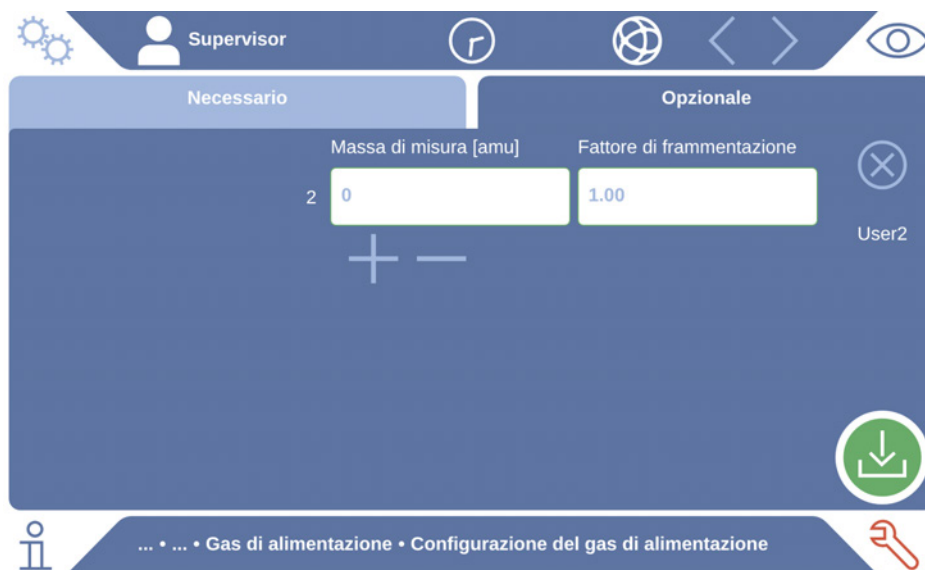 Supervisor
Necessario
Opzionale
Massa di misura [amu]
Fattore di frammentazione
2
0
1.00
User2
... • ... • Gas di alimentazione • Configurazione del gas di alimentazione